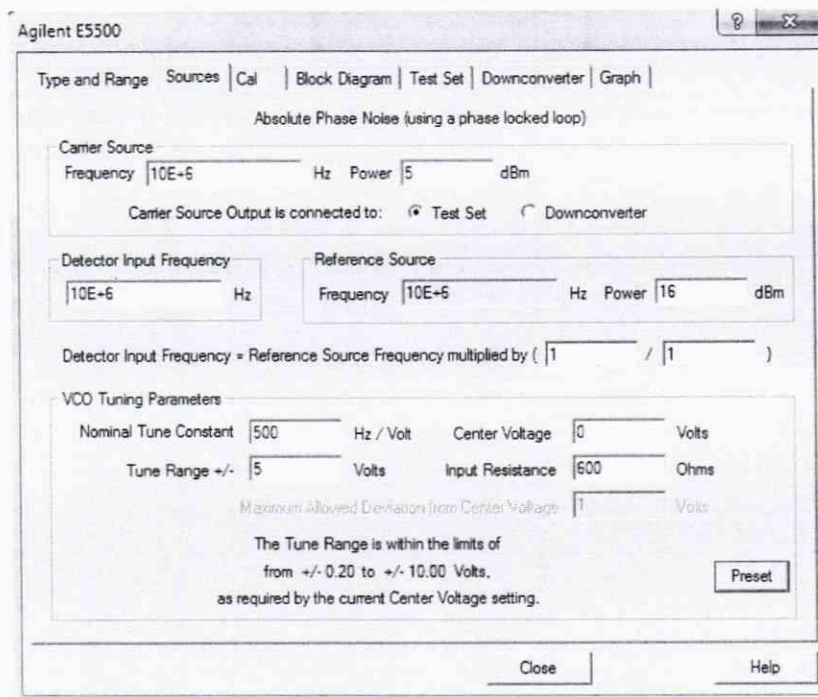 Agilent E5500
?
Type and Range Sources Cal Block Diagram Test Set Downconverter Graph
Absolute Phase Noise (using a phase locked loop)
Carrier Source
Frequency 10E+6 Hz Power 5 dBm
Carrier Source Output is connected to: Test Set Downconverter
Detector Input Frequency
10E+6 Hz
Reference Source
Frequency 10E+6 Hz Power 16 dBm
Detector Input Frequency = Reference Source Frequency multiplied by ( 1 / 1 )
VCO Tuning Parameters
Nominal Tune Constant 500 Hz / Volt Center Voltage 0 Volts
Tune Range +/- 5 Volts Input Resistance 600 Ohms
Maximum Allowed Deviation from Center Voltage 1 Volts
The Tune Range is within the limits of
from +/- 0.20 to +/- 10.00 Volts,
as required by the current Center Voltage setting.
Preset
Close Help